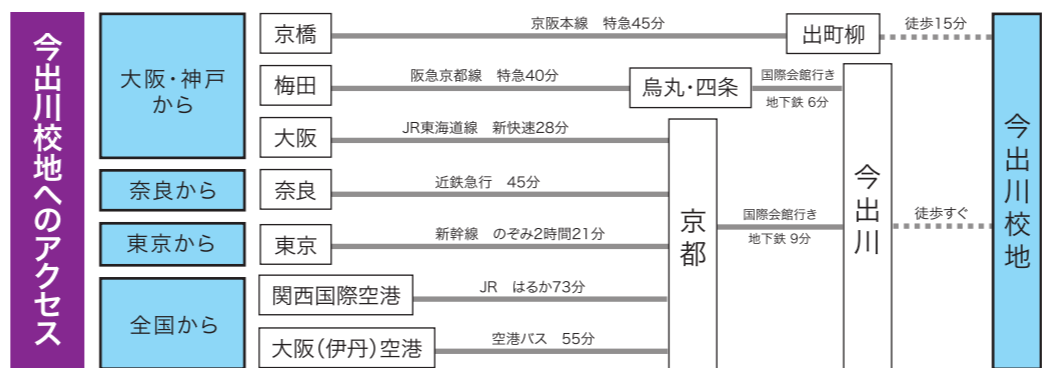 今出川校地へのアクセス
大阪・神戸
から
京橋
京阪本線　特急45分
出町柳
徒歩15分
梅田
阪急京都線　特急40分
烏丸・四条
国際会館行き
地下鉄 6分
大阪
JR東海道線　新快速28分
奈良から
奈良
近鉄急行　45分
東京から
東京
新幹線　のぞみ2時間21分
全国から
関西国際空港
JR　はるか73分
大阪（伊丹）空港
空港バス　55分
京都
国際会館行き
地下鉄 9分
今出川
徒歩すぐ
今出川校地